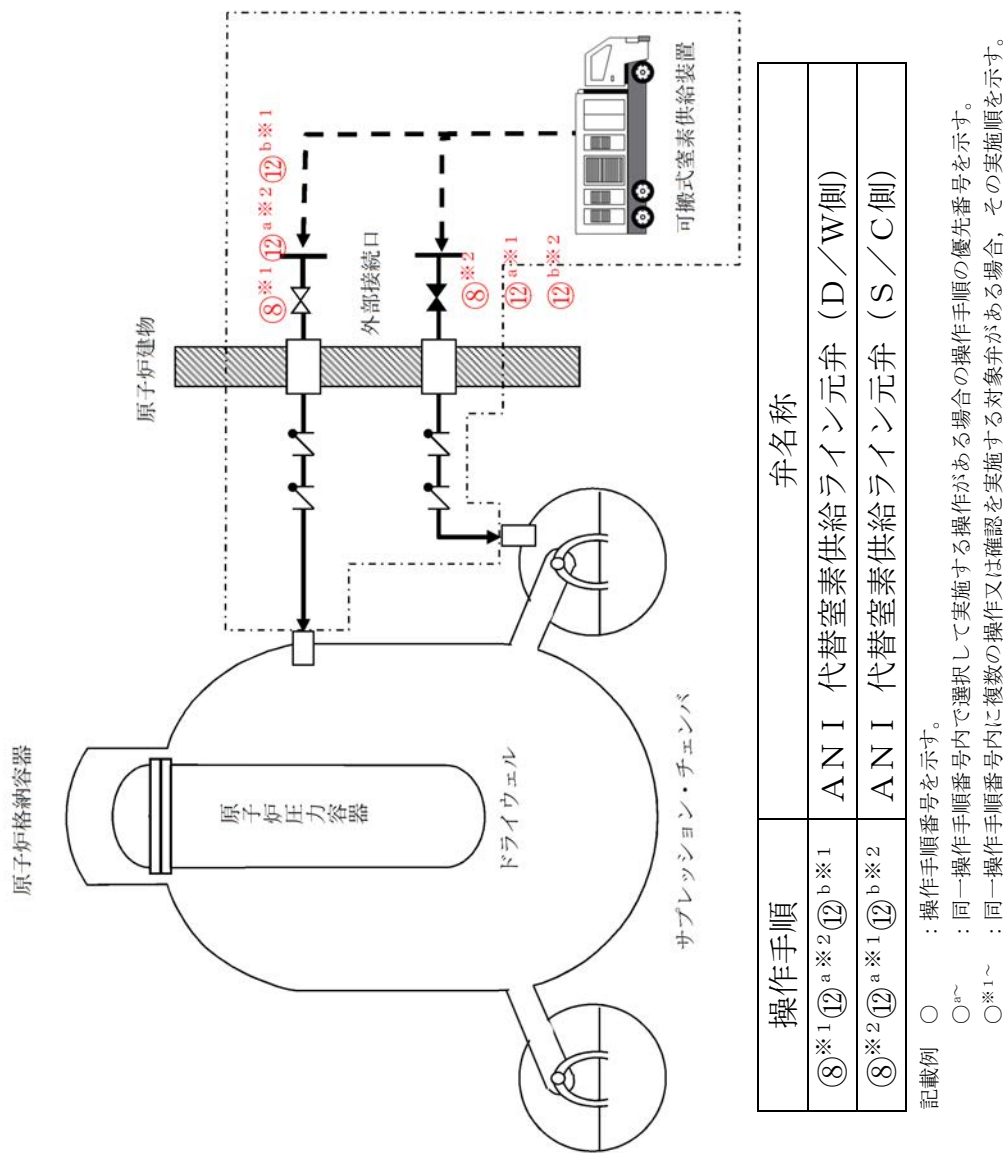 原子炉格納容器
原子炉建物
⑧※1⑫a※2⑫b※1
外部接続口
⑧※2
⑫a※1
⑫b※2
可搬式窒素供給装置
原子炉圧力容器
ドライウェル
サプレッション・チェンバ
操作手順 弁名称
⑧※1⑫a※2⑫b※1 ANI 代替窒素供給ライン元弁(D/W側)
⑧※2⑫a※1⑫b※2 ANI 代替窒素供給ライン元弁(S/C側)
記載例 ○ :操作手順番号を示す。
○a~ :同一操作手順番号内で選択して実施する操作がある場合の操作手順の優先番号を示す。
○※1~ :同一操作手順番号内に複数の操作又は確認を実施する対象弁がある場合,その実施順を示す。